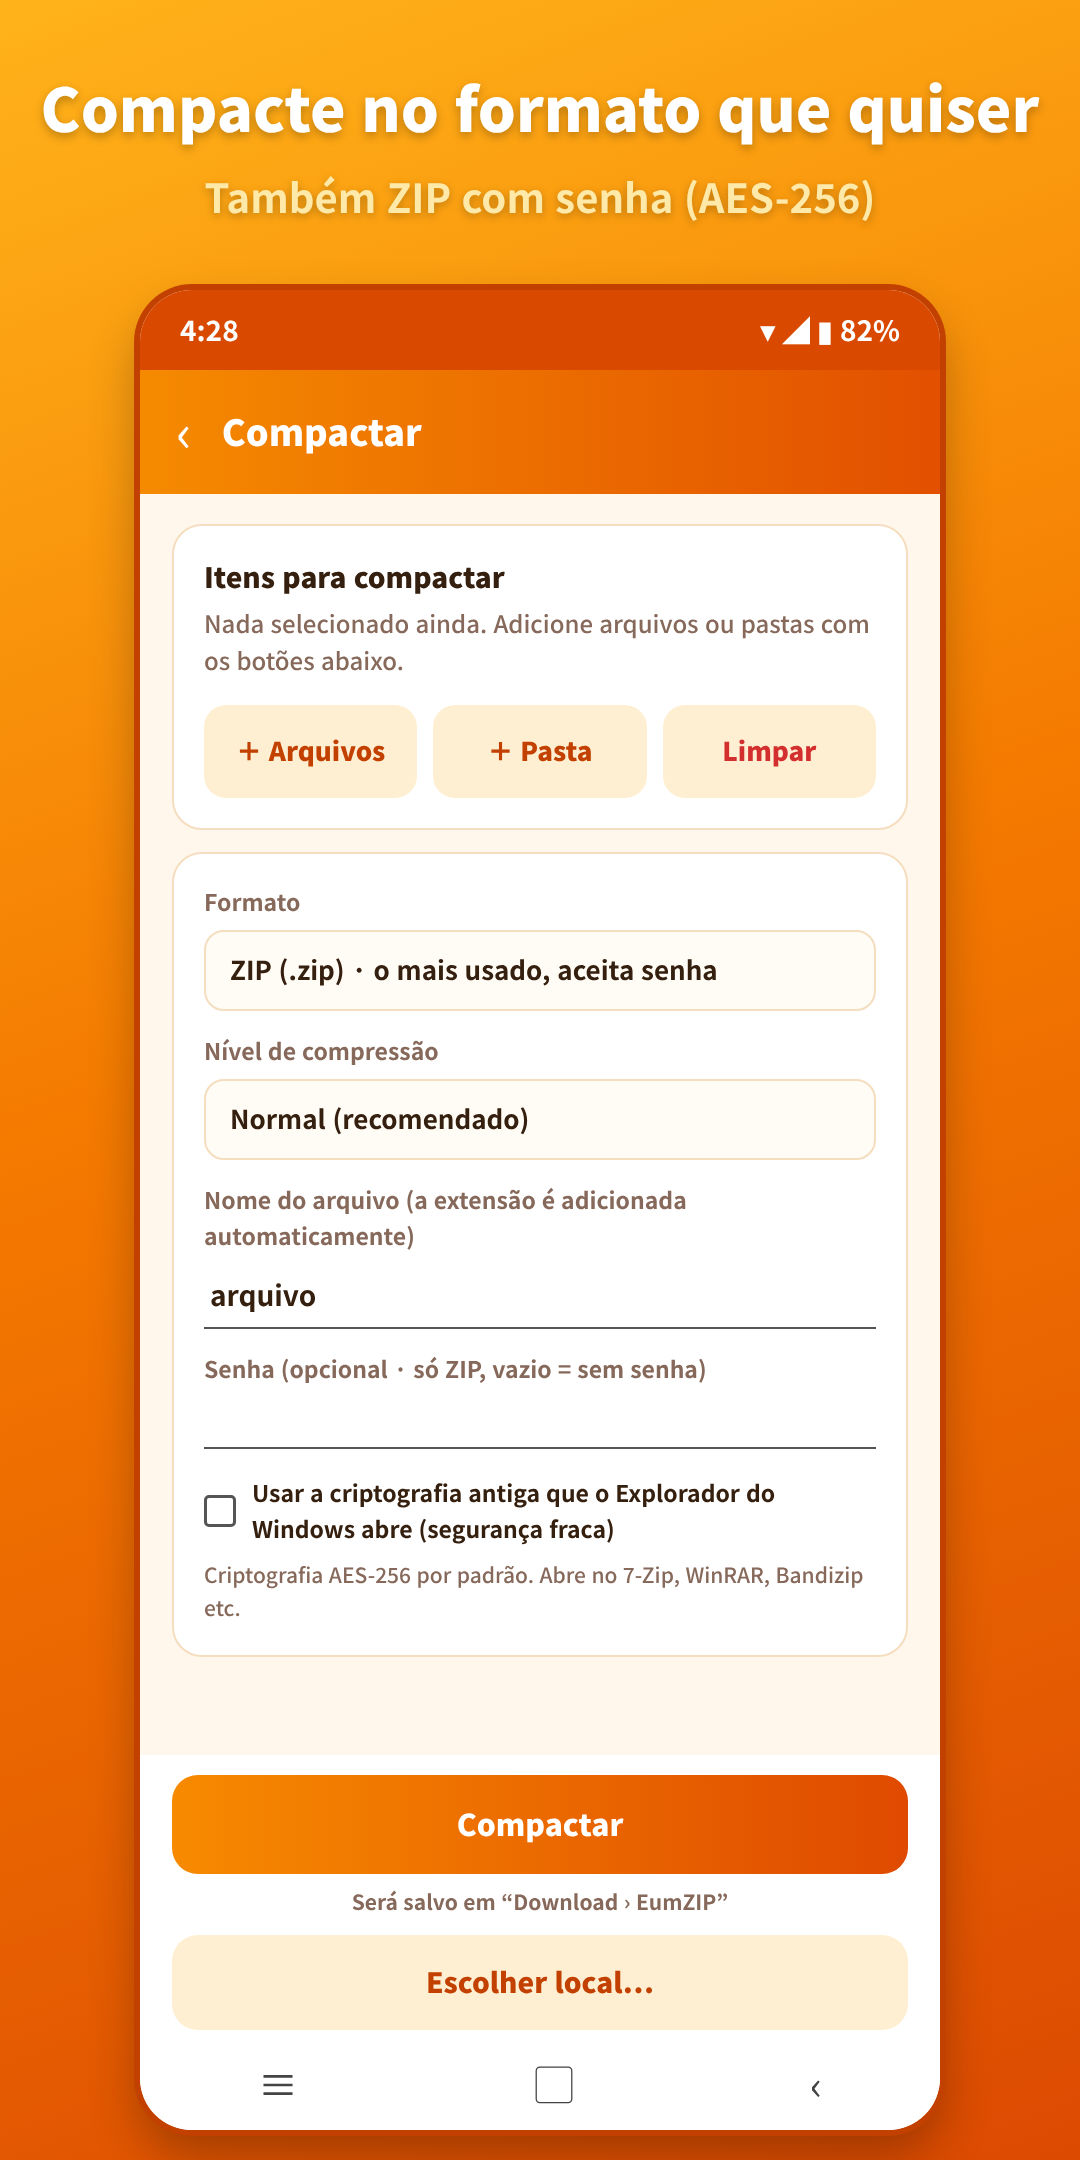 Compacte no formato que quiser
Também ZIP com senha (AES-256)
4:28
82%
Compactar
Itens para compactar
Nada selecionado ainda. Adicione arquivos ou pastas com
os botões abaixo.
+ Arquivos
+ Pasta
Limpar
Formato
ZIP (.zip) · o mais usado, aceita senha
Nível de compressão
Normal (recomendado)
Nome do arquivo (a extensão é adicionada
automaticamente)
arquivo
Senha (opcional · só ZIP, vazio = sem senha)
Usar a criptografia antiga que o Explorador do
Windows abre (segurança fraca)
Criptografia AES-256 por padrão. Abre no 7-Zip, WinRAR, Bandizip
etc.
Compactar
Será salvo em “Download › EumZIP”
Escolher local…